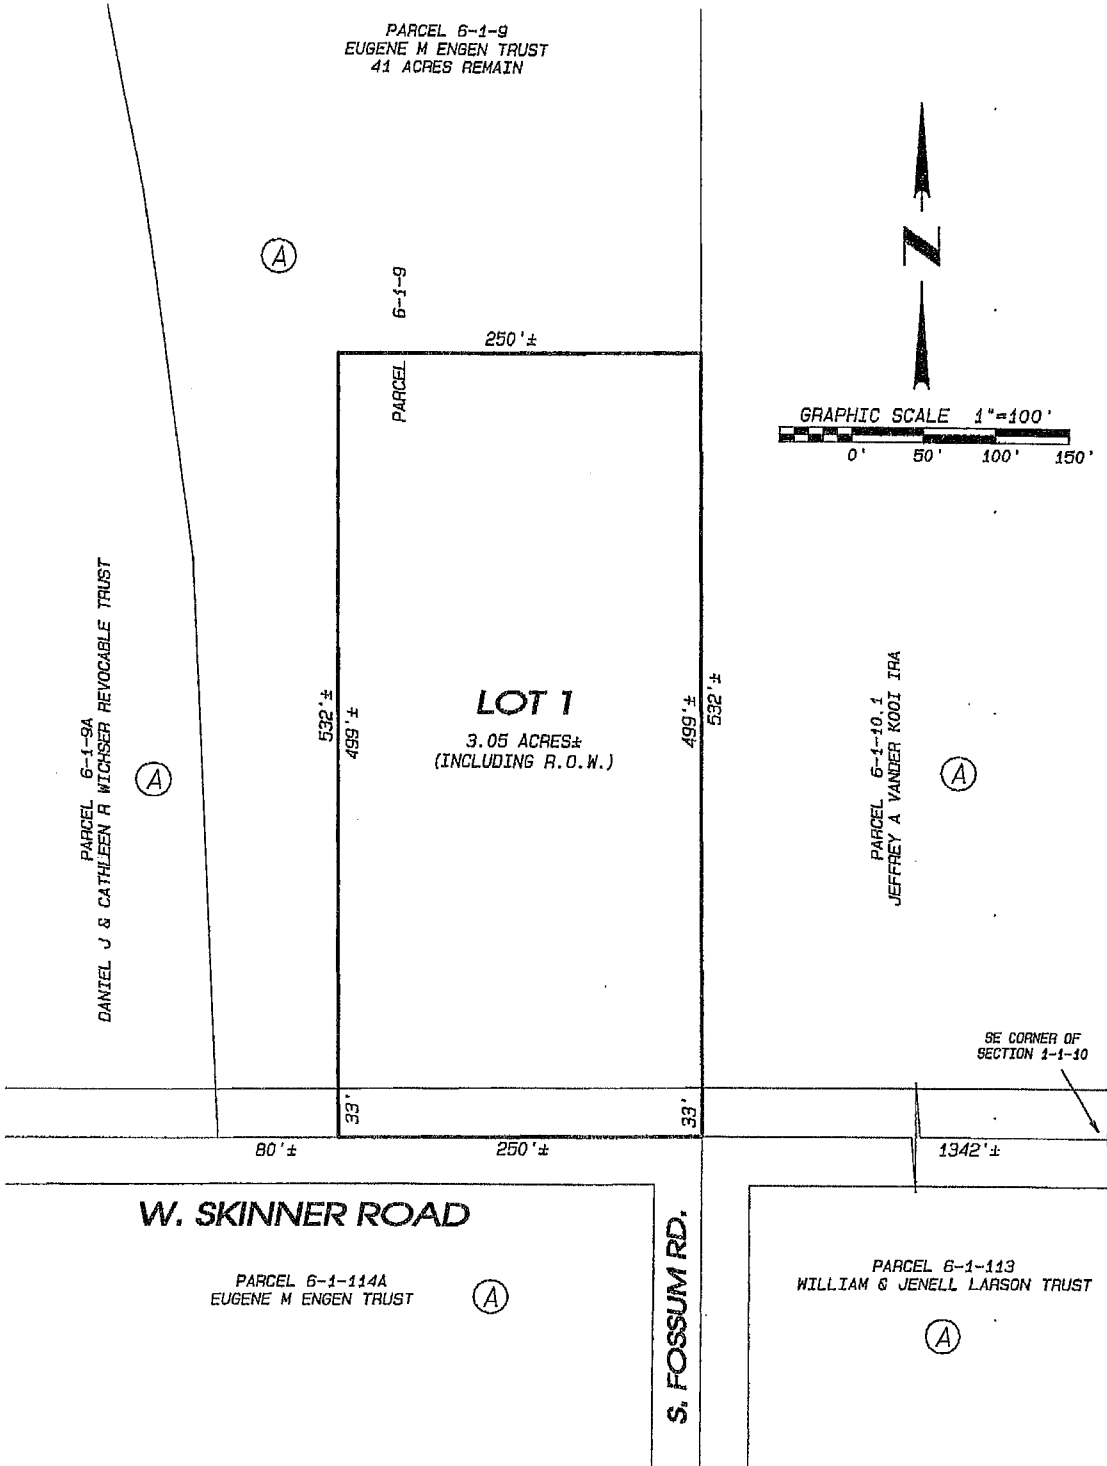 PARCEL 6-1-9
EUGENE M ENGEN TRUST
41 ACRES REMAIN
A
PARCEL 6-1-9
250'±
N
GRAPHIC SCALE 1"=100'
0' 50' 100' 150'
PARCEL 6-1-9A
DANIEL J & CATHLEEN R WICHSER REVOCABLE TRUST
A
532'±
499'±
LOT 1
3.05 ACRES±
(INCLUDING R.O.W.)
499'±
532'±
PARCEL 6-1-10.1
JEFFREY A VANDER KOOI IRA
A
SE CORNER OF
SECTION 1-1-10
33'
33'
80'±
250'±
1342'±
W. SKINNER ROAD
S. FOSSUM RD.
PARCEL 6-1-114A
EUGENE M ENGEN TRUST
A
PARCEL 6-1-113
WILLIAM & JENELL LARSON TRUST
A